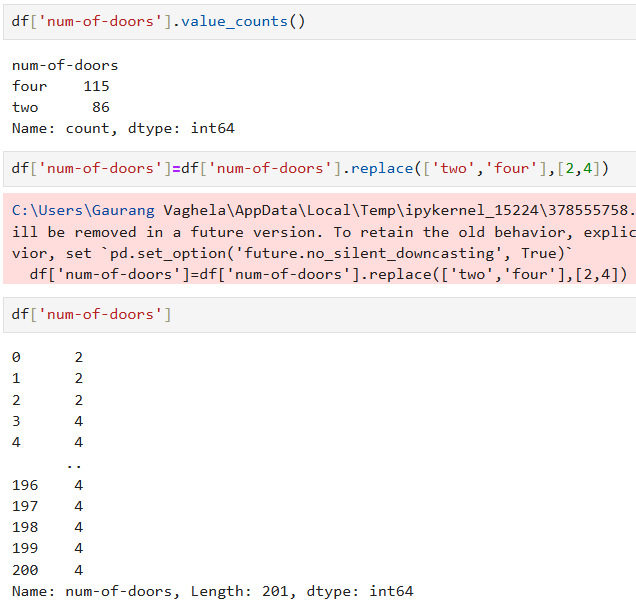 df['num-of-doors'].value_counts()
num-of-doors
four    115
two      86
Name: count, dtype: int64
df['num-of-doors']=df['num-of-doors'].replace(['two','four'],[2,4])
C:\Users\Gaurang Vaghela\AppData\Local\Temp\ipykernel_15224\378555758.
ill be removed in a future version. To retain the old behavior, explic
vior, set `pd.set_option('future.no_silent_downcasting', True)`
  df['num-of-doors']=df['num-of-doors'].replace(['two','four'],[2,4])
df['num-of-doors']
0      2
1      2
2      2
3      4
4      4
      ..
196    4
197    4
198    4
199    4
200    4
Name: num-of-doors, Length: 201, dtype: int64